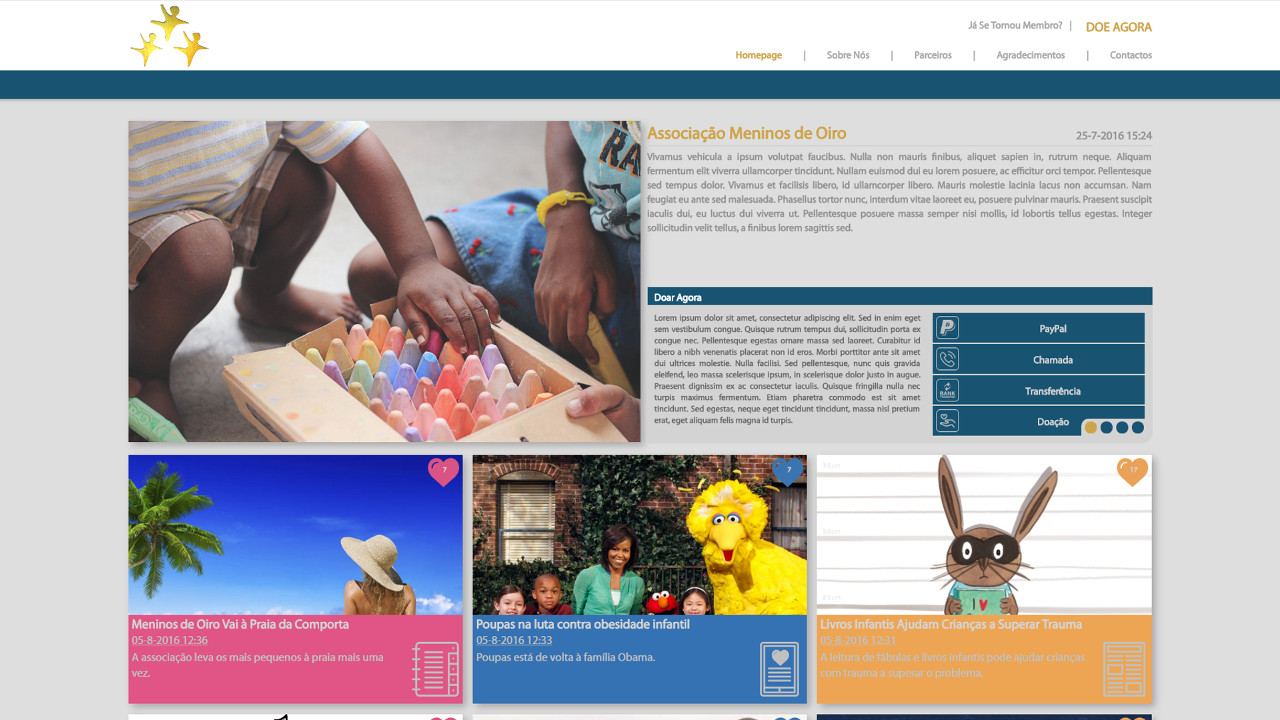 Já Se Tornou Membro? | DOE AGORA
Homepage | Sobre Nós | Parceiros | Agradecimentos | Contactos
Associação Meninos de Oiro 25-7-2016 15:24
Vivamus vehicula a ipsum volutpat faucibus. Nulla non mauris finibus, aliquet sapien in, rutrum neque. Aliquam
fermentum elit viverra ullamcorper tincidunt. Nullam euismod dui eu lorem posuere, ac efficitur orci tempor. Pellentesque
sed tempus dolor. Vivamus et facilisis libero, id ullamcorper libero. Mauris molestie lacinia lacus non accumsan. Nam
feugiat eu ante sed malesuada. Phasellus tortor nunc, interdum vitae laoreet eu, posuere pulvinar mauris. Praesent suscipit
iaculis dui, eu luctus dui viverra ut. Pellentesque posuere massa semper nisi mollis, id lobortis tellus egestas. Integer
sollicitudin velit tellus, a finibus lorem sagittis sed.
Doar Agora
Lorem ipsum dolor sit amet, consectetur adipiscing elit. Sed in enim eget
sem vestibulum congue. Quisque rutrum tempus dui, sollicitudin porta ex
congue nec. Pellentesque egestas ornare massa sed laoreet. Curabitur id
libero a nibh venenatis placerat non id eros. Morbi porttitor ante sit amet
dui ultrices molestie. Nulla facilisi. Sed pellentesque, nunc quis gravida
eleifend, leo massa scelerisque ipsum, in scelerisque dolor justo in augue.
Praesent dignissim ex ac consectetur iaculis. Quisque fringilla nulla nec
turpis maximus fermentum. Etiam pharetra commodo est sit amet
tincidunt. Sed egestas, neque eget tincidunt tincidunt, massa nisl pretium
erat, eget aliquam felis magna id turpis.
PayPal
Chamada
BANK
Transferência
Doação
7
Meninos de Oiro Vai à Praia da Comporta
05-8-2016 12:36
A associação leva os mais pequenos à praia mais uma
vez.
7
Poupas na luta contra obesidade infantil
05-8-2016 12:33
Poupas está de volta à família Obama.
17
I
Livros Infantis Ajudam Crianças a Superar Trauma
05-8-2016 12:31
A leitura de fábulas e livros infantis pode ajudar crianças
com trauma a superar o problema.